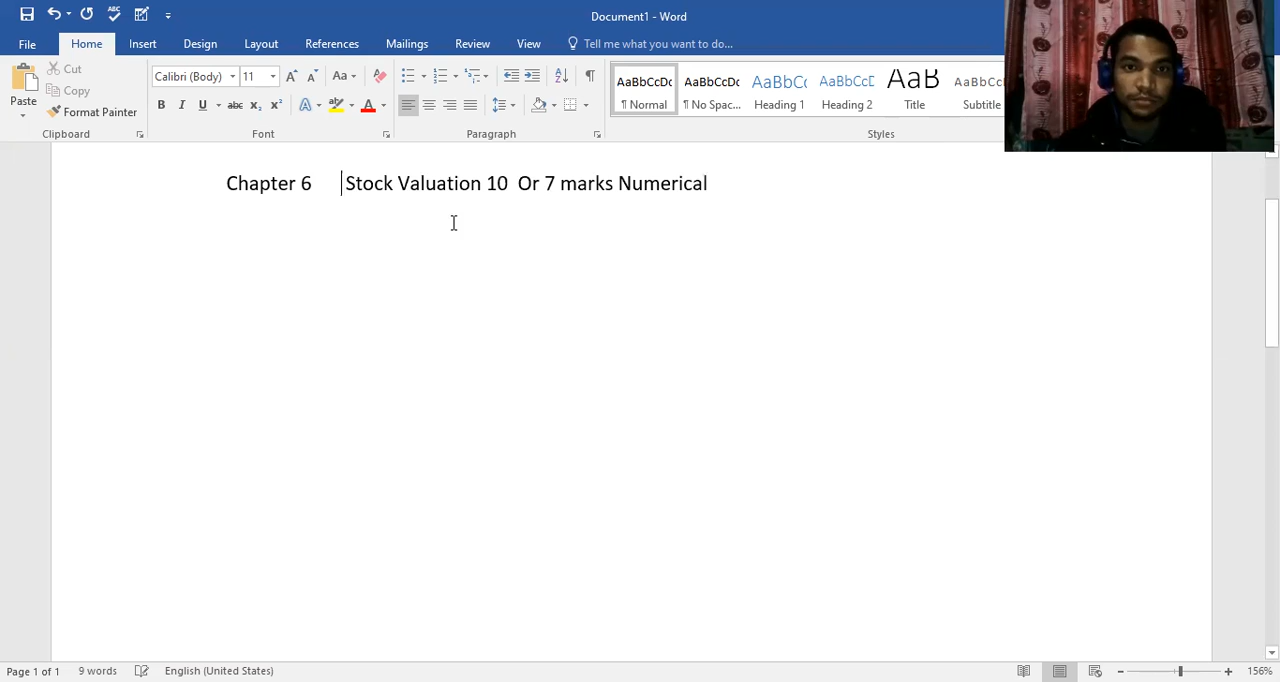 Document1 - Word
File Home Insert Design Layout References Mailings Review View Tell me what you want to do...
Paste
Cut
Copy
Format Painter
Clipboard
Calibri (Body) 11
Font
Paragraph
AaBbCcDc AaBbCcDc AaBbCc AaBbCcD AaB AaBbCcD
¶ Normal ¶ No Spac... Heading 1 Heading 2 Title Subtitle
Styles
Chapter 6 Stock Valuation 10 Or 7 marks Numerical
Page 1 of 1 9 words English (United States) 156%